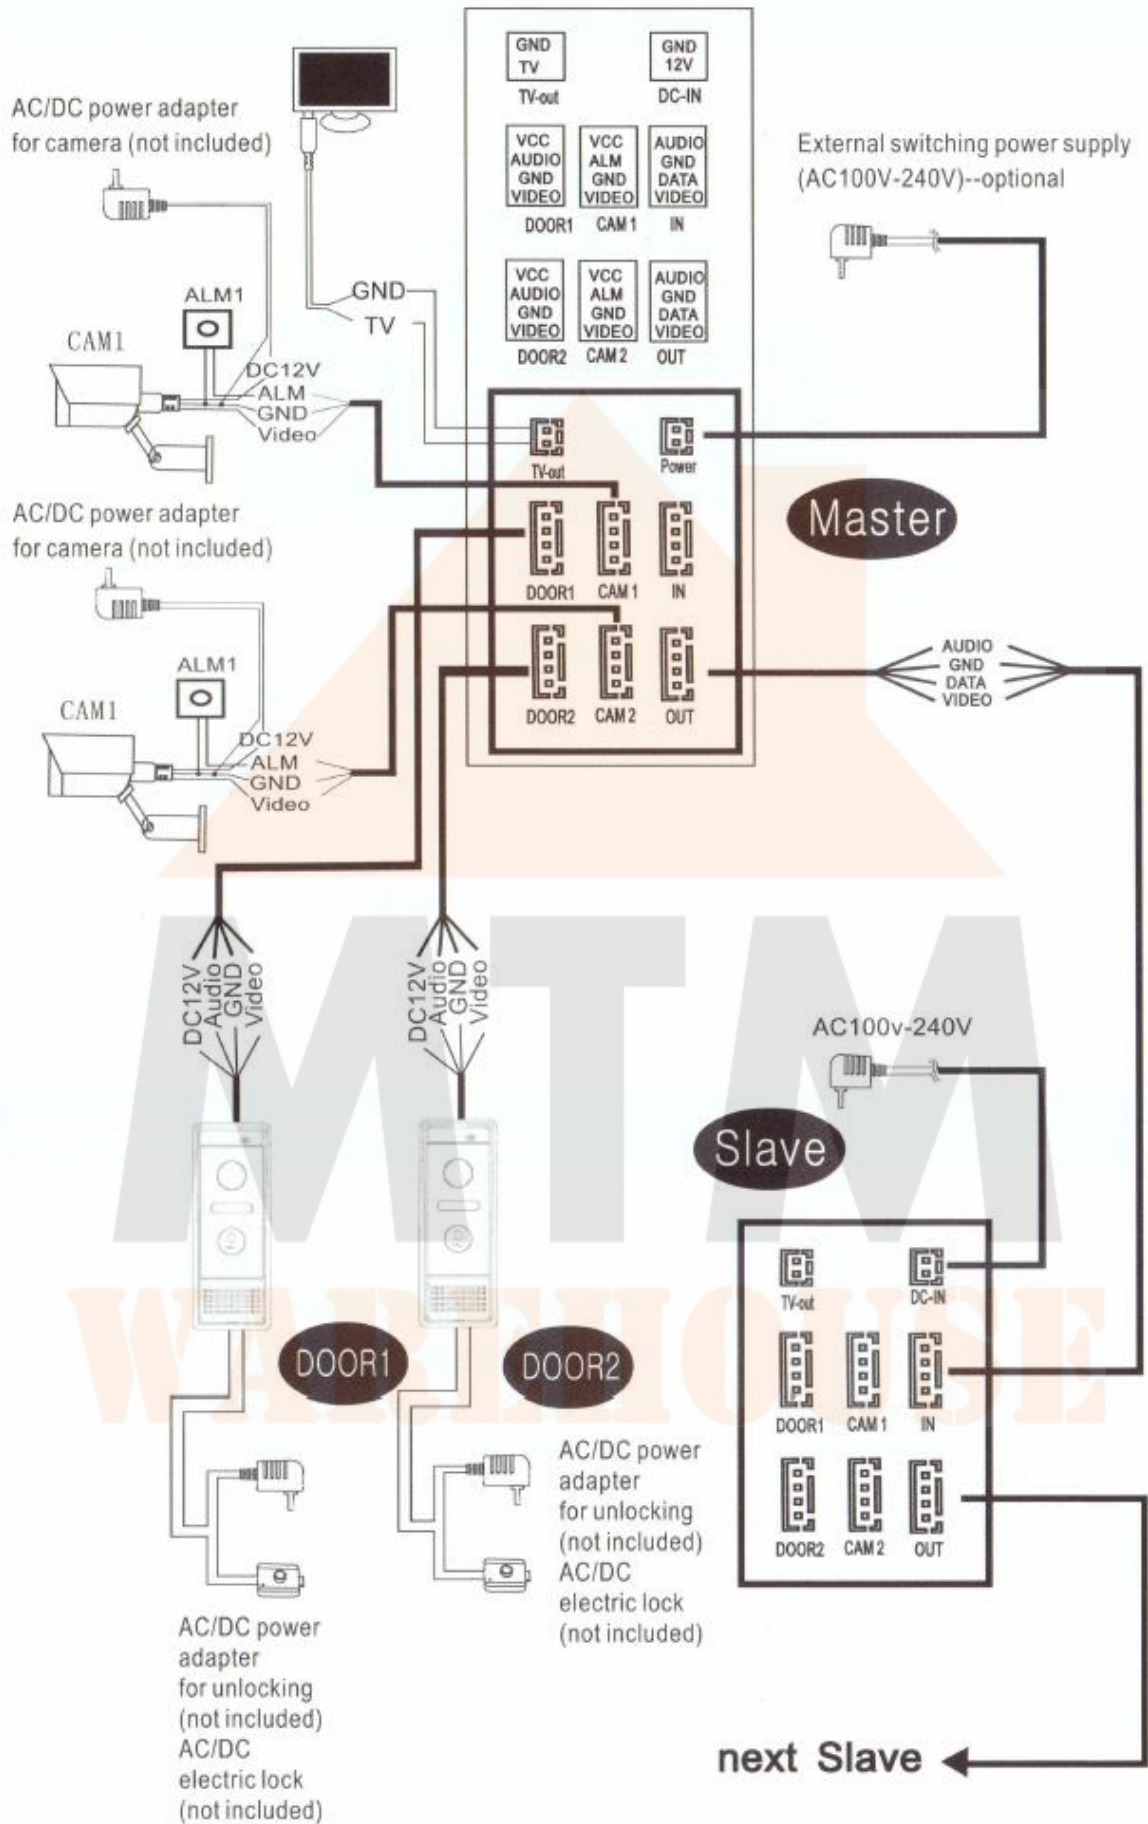 GND
TV
TV-out
GND
12V
DC-IN
AC/DC power adapter
for camera (not included)
External switching power supply
(AC100V-240V)--optional
VCC
AUDIO
GND
VIDEO
DOOR1
VCC
ALM
GND
VIDEO
CAM 1
AUDIO
GND
DATA
VIDEO
IN
VCC
AUDIO
GND
VIDEO
DOOR2
VCC
ALM
GND
VIDEO
CAM 2
AUDIO
GND
DATA
VIDEO
OUT
GND
TV
ALM1
CAM1
DC12V
ALM
GND
Video
TV-out
Power
Master
DOOR1
CAM 1
IN
DOOR2
CAM 2
OUT
AC/DC power adapter
for camera (not included)
ALM1
CAM1
DC12V
ALM
GND
Video
AUDIO
GND
DATA
VIDEO
DC12V
Audio
GND
Video
DC12V
Audio
GND
Video
MTM
WAREHOUSE
AC100v-240V
Slave
TV-out
DC-IN
DOOR1
CAM 1
IN
DOOR2
CAM 2
OUT
DOOR1
DOOR2
AC/DC power
adapter
for unlocking
(not included)
AC/DC
electric lock
(not included)
AC/DC power
adapter
for unlocking
(not included)
AC/DC
electric lock
(not included)
next Slave